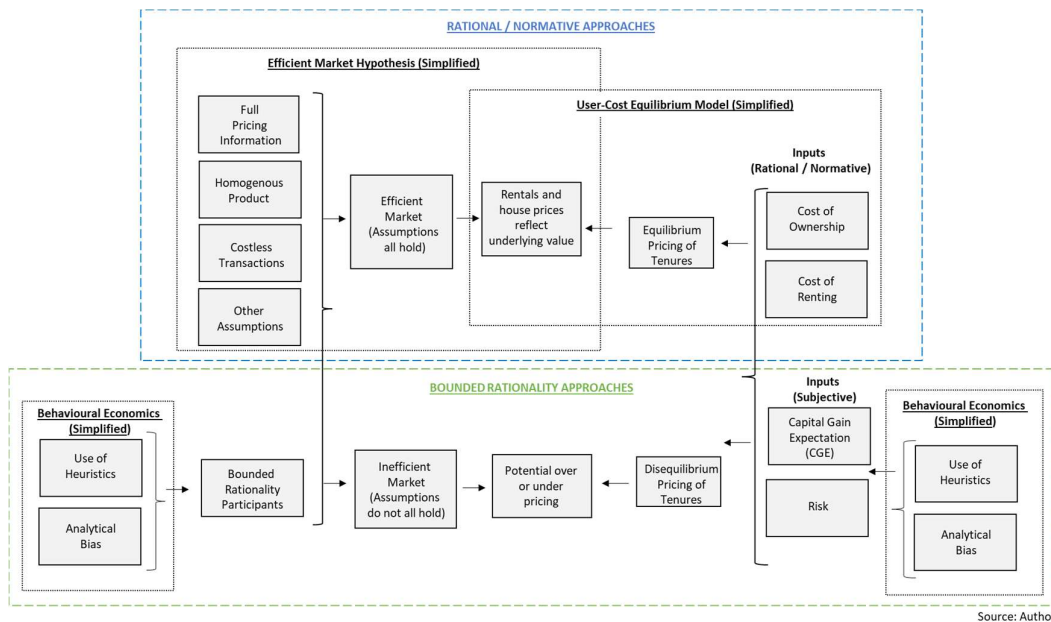 RATIONAL / NORMATIVE APPROACHES
Efficient Market Hypothesis (Simplified)
Full
Pricing
Information
Homogenous
Product
Costless
Transactions
Other
Assumptions
Efficient
Market
(Assumptions
all hold)
User-Cost Equilibrium Model (Simplified)
Rentals and
house prices
reflect
underlying value
Equilibrium
Pricing of
Tenures
Inputs
(Rational / Normative)
Cost of
Ownership
Cost of
Renting
BOUNDED RATIONALITY APPROACHES
Behavioural Economics
(Simplified)
Use of
Heuristics
Analytical
Bias
Bounded
Rationality
Participants
Inefficient
Market
(Assumptions
do not all hold)
Potential over
or under
pricing
Disequilibrium
Pricing of
Tenures
Inputs
(Subjective)
Capital Gain
Expectation
(CGE)
Risk
Behavioural Economics
(Simplified)
Use of
Heuristics
Analytical
Bias
Source: Autho